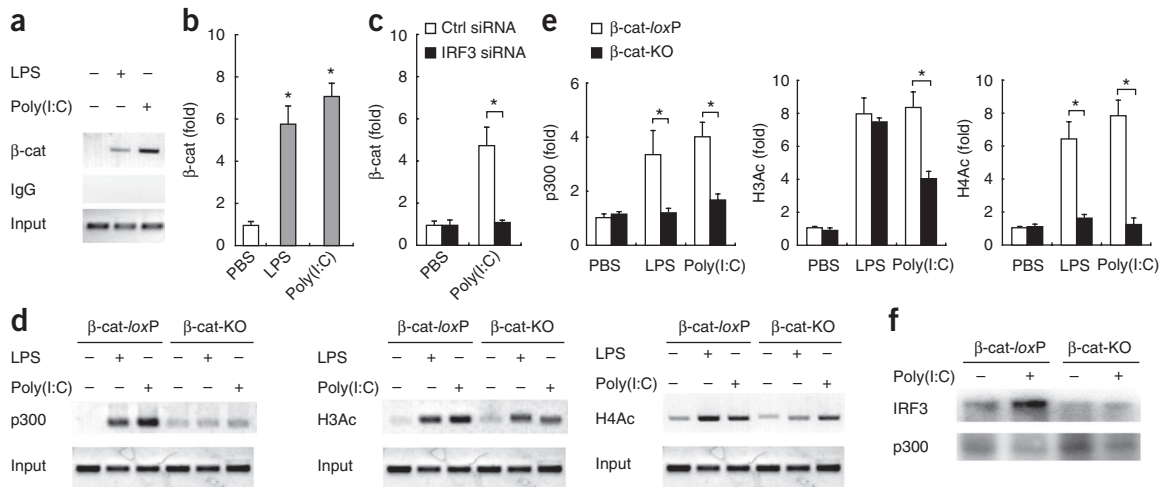 a
LPS – + –
Poly(I:C) – – +
β-cat
IgG
Input
b
β-cat (fold)
10
8
6
4
2
0
*
*
PBS
LPS
Poly(I:C)
c
Ctrl siRNA
IRF3 siRNA
β-cat (fold)
8
6
4
2
0
*
PBS
Poly(I:C)
e
β-cat-loxP
β-cat-KO
p300 (fold)
6
4
2
0
*
*
PBS
LPS
Poly(I:C)
H3Ac (fold)
10
8
6
4
2
0
*
PBS
LPS
Poly(I:C)
H4Ac (fold)
10
8
6
4
2
0
*
*
PBS
LPS
Poly(I:C)
d
β-cat-loxP β-cat-KO
LPS – + – – + –
Poly(I:C) – – + – – +
p300
Input
β-cat-loxP β-cat-KO
LPS – + – – + –
Poly(I:C) – – + – – +
H3Ac
Input
β-cat-loxP β-cat-KO
LPS – + – – + –
Poly(I:C) – – + – – +
H4Ac
Input
f
β-cat-loxP β-cat-KO
Poly(I:C) – + – +
IRF3
p300